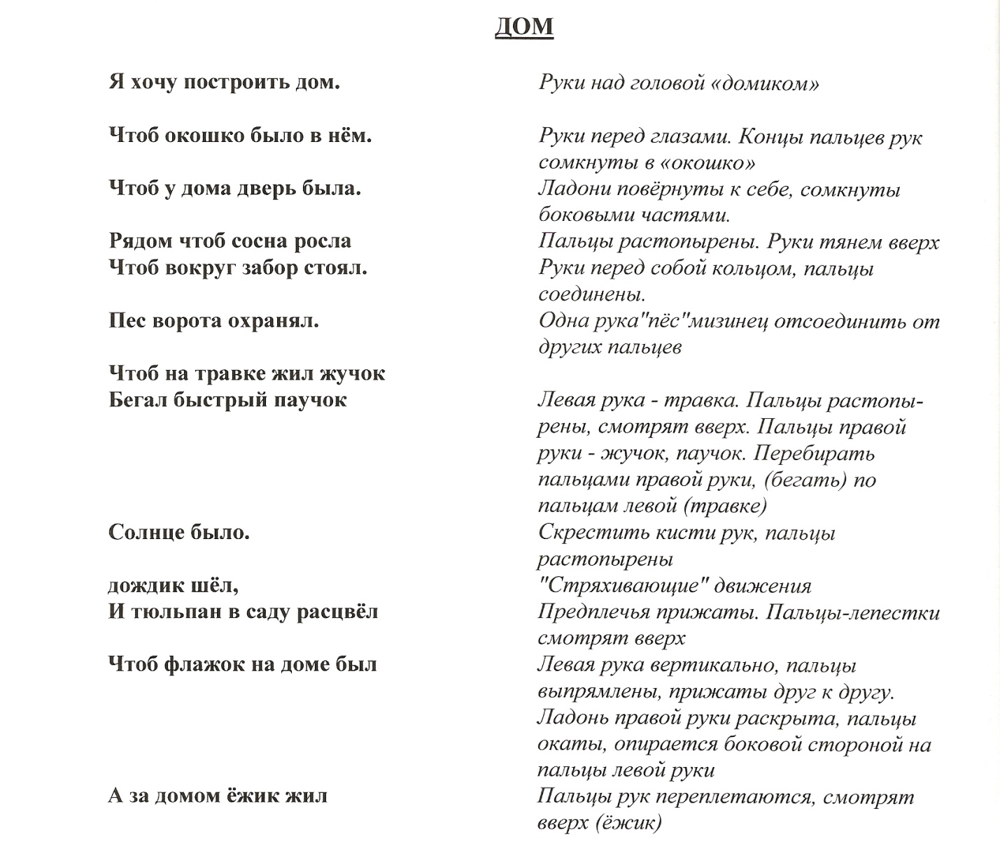 ДОМ
Я хочу построить дом. Руки над головой «домиком»
Чтоб окошко было в нём. Руки перед глазами. Концы пальцев рук
сомкнуты в «окошко»
Чтоб у дома дверь была. Ладони повёрнуты к себе, сомкнуты
боковыми частями.
Рядом чтоб сосна росла Пальцы растопырены. Руки тянем вверх
Чтоб вокруг забор стоял. Руки перед собой кольцом, пальцы
соединены.
Пес ворота охранял. Одна рука"пёс"мизинец отсоединить от
других пальцев
Чтоб на травке жил жучок
Бегал быстрый паучок Левая рука - травка. Пальцы растопы-
рены, смотрят вверх. Пальцы правой
руки - жучок, паучок. Перебирать
пальцами правой руки, (бегать) по
пальцам левой (травке)
Солнце было. Скрестить кисти рук, пальцы
растопырены
дождик шёл, "Стряхивающие" движения
И тюльпан в саду расцвёл Предплечья прижаты. Пальцы-лепестки
смотрят вверх
Чтоб флажок на доме был Левая рука вертикально, пальцы
выпрямлены, прижаты друг к другу.
Ладонь правой руки раскрыта, пальцы
окаты, опирается боковой стороной на
пальцы левой руки
А за домом ёжик жил Пальцы рук переплетаются, смотрят
вверх (ёжик)